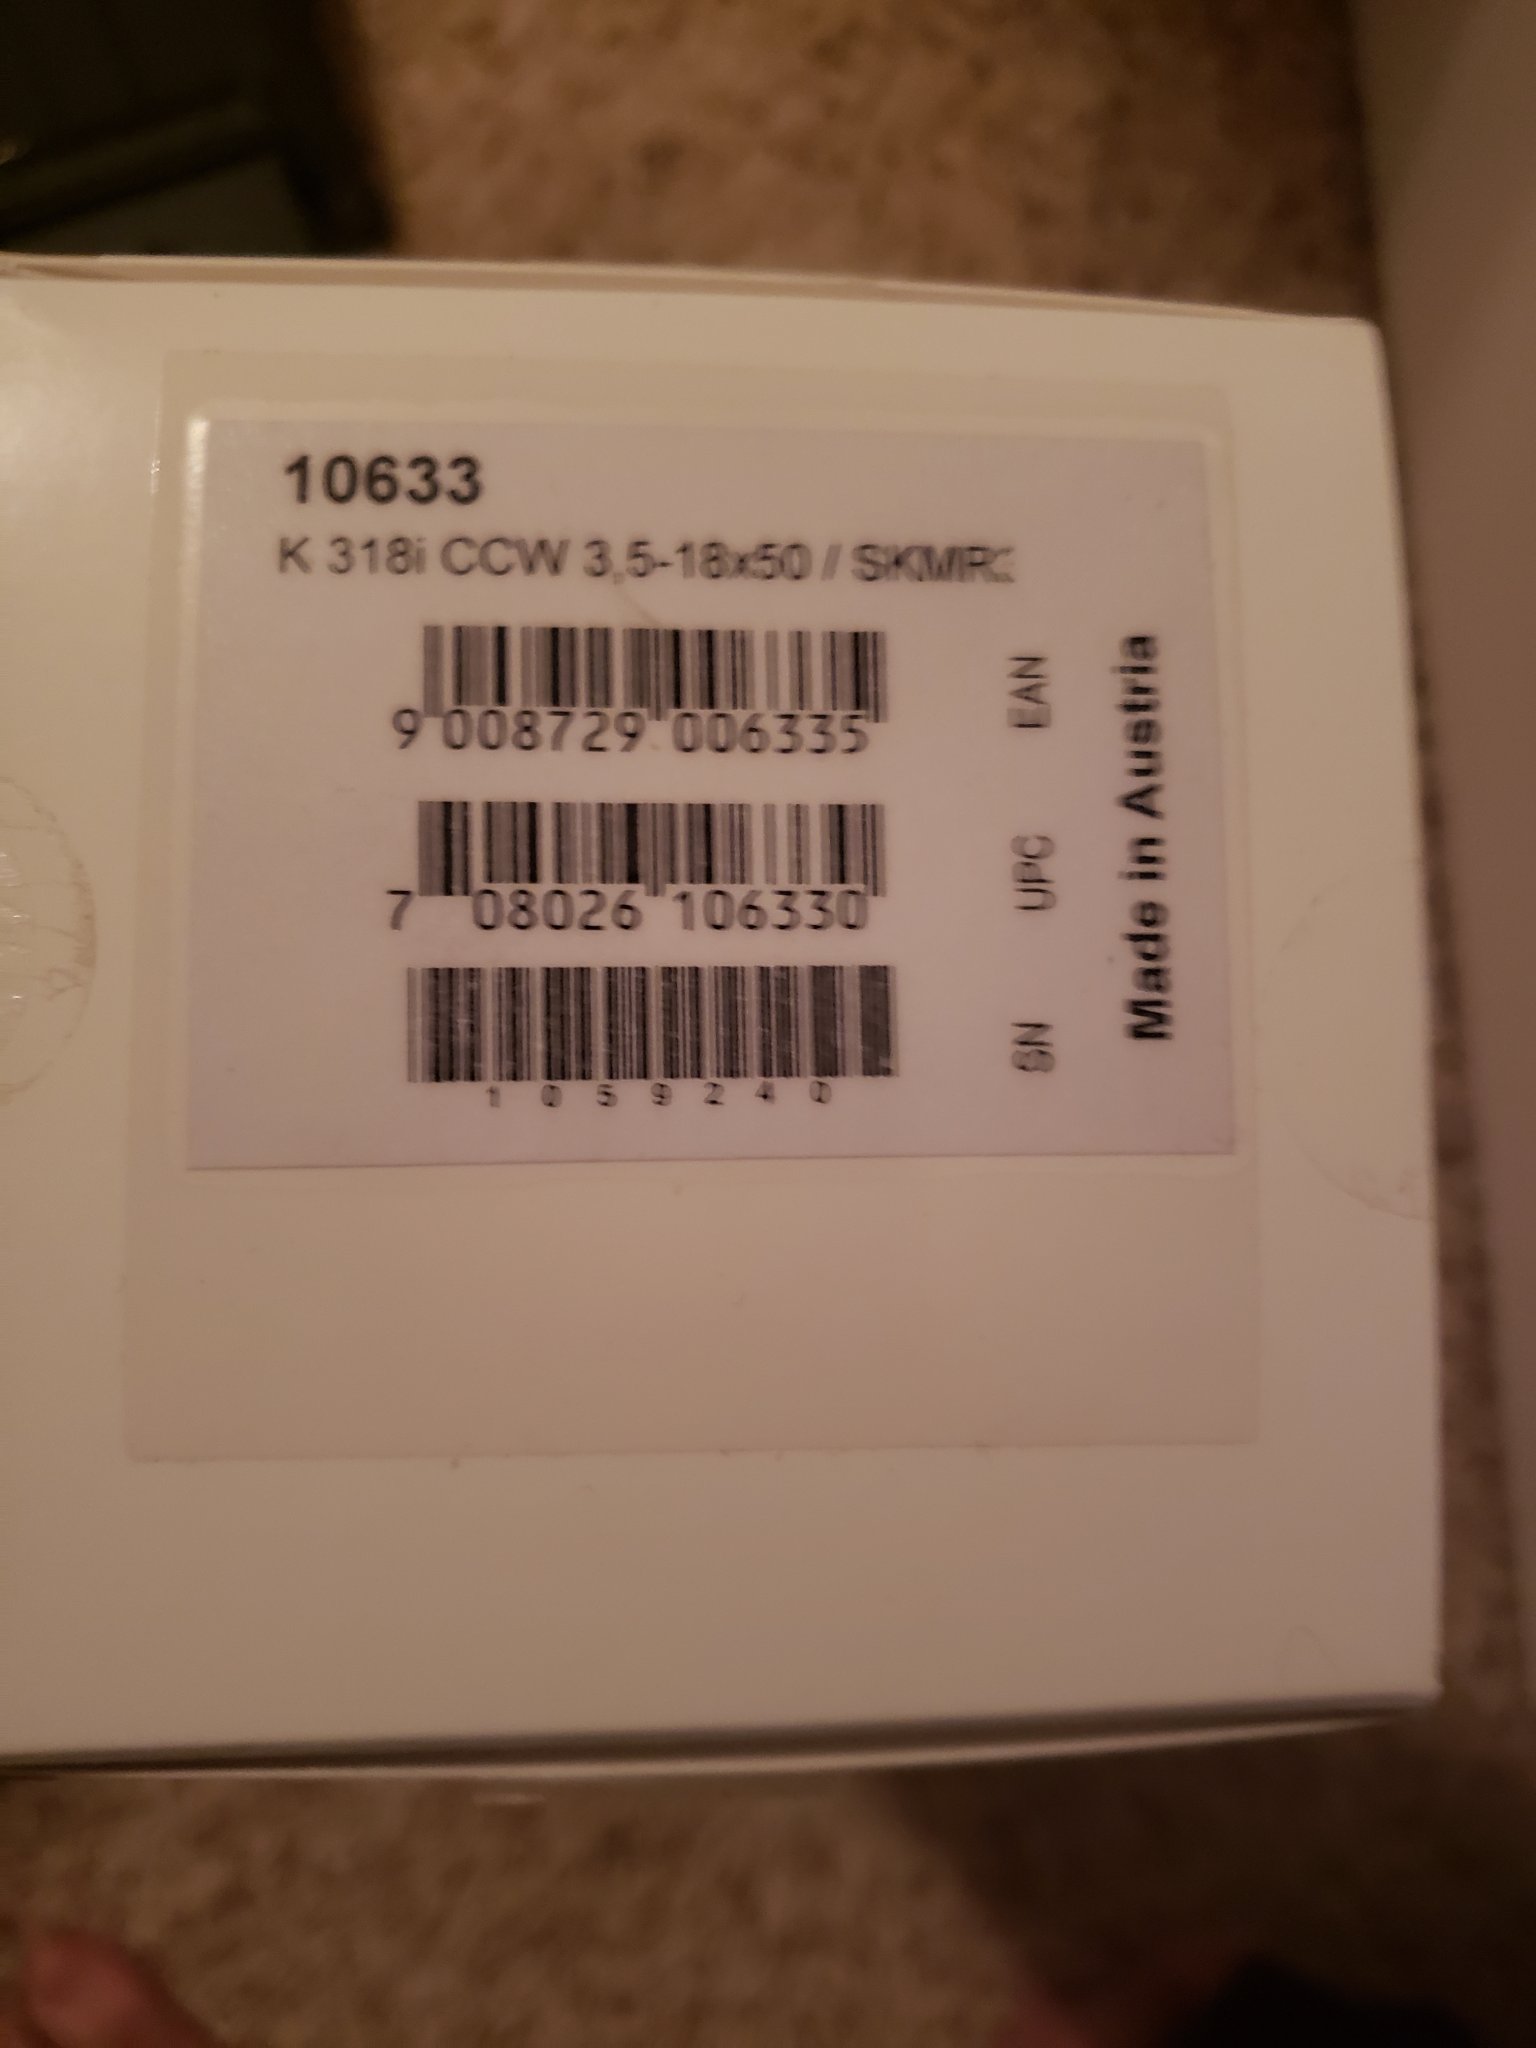 10633
K 318i CCW 3,5-18x50 / SKMR3
9 008729 006335
EAN
7 08026 106330
UPC
1059240
SN
Made in Austria